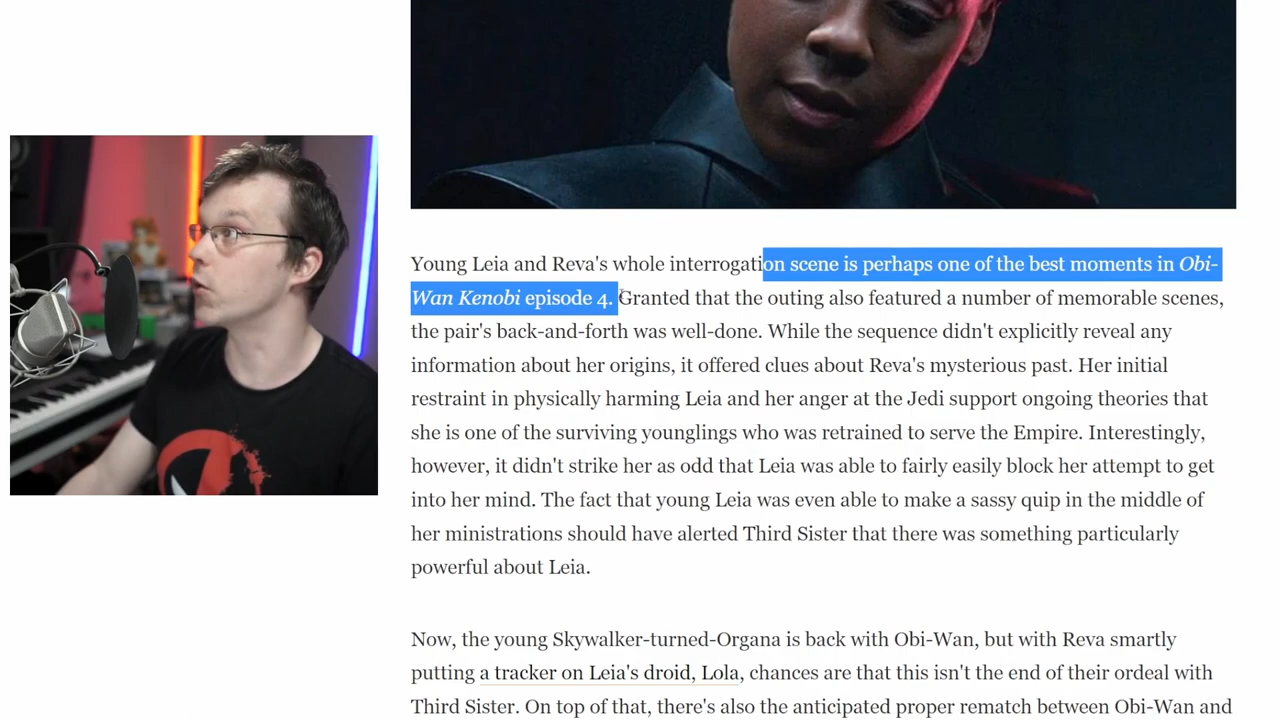 Young Leia and Reva's whole interrogation scene is perhaps one of the best moments in Obi-
Wan Kenobi episode 4. Granted that the outing also featured a number of memorable scenes,
the pair's back-and-forth was well-done. While the sequence didn't explicitly reveal any
information about her origins, it offered clues about Reva's mysterious past. Her initial
restraint in physically harming Leia and her anger at the Jedi support ongoing theories that
she is one of the surviving younglings who was retrained to serve the Empire. Interestingly,
however, it didn't strike her as odd that Leia was able to fairly easily block her attempt to get
into her mind. The fact that young Leia was even able to make a sassy quip in the middle of
her ministrations should have alerted Third Sister that there was something particularly
powerful about Leia.
Now, the young Skywalker-turned-Organa is back with Obi-Wan, but with Reva smartly
putting a tracker on Leia's droid, Lola, chances are that this isn't the end of their ordeal with
Third Sister. On top of that, there's also the anticipated proper rematch between Obi-Wan and